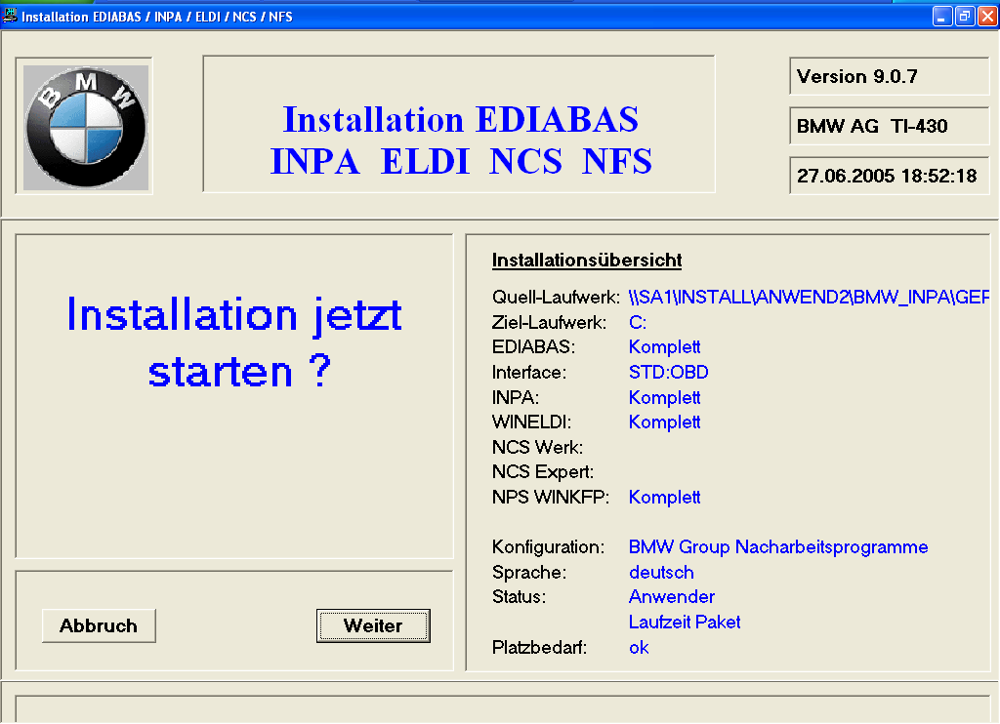 Installation EDIABAS / INPA / ELDI / NCS / NFS
BMW
Installation EDIABAS
INPA ELDI NCS NFS
Version 9.0.7
BMW AG TI-430
27.06.2005 18:52:18
Installation jetzt
starten ?
Abbruch
Weiter
Installationsübersicht
Quell-Laufwerk: \\SA1\INSTALL\ANWEND2\BMW_INPA\GER
Ziel-Laufwerk: C:
EDIABAS: Komplett
Interface: STD:OBD
INPA: Komplett
WINELDI: Komplett
NCS Werk:
NCS Expert:
NPS WINKFP: Komplett
Konfiguration: BMW Group Nacharbeitsprogramme
Sprache: deutsch
Status: Anwender
Laufzeit Paket
Platzbedarf: ok